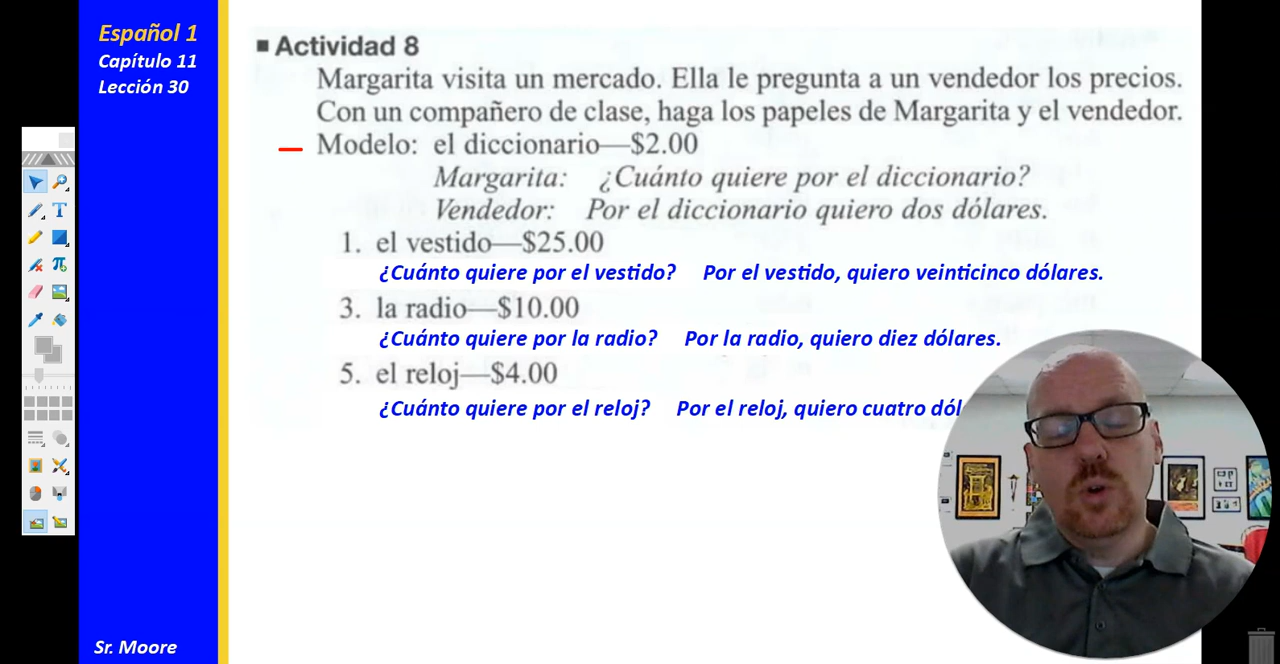 Español 1
Capítulo 11
Lección 30
Sr. Moore
■ Actividad 8
Margarita visita un mercado. Ella le pregunta a un vendedor los precios.
Con un compañero de clase, haga los papeles de Margarita y el vendedor.
Modelo: el diccionario—$2.00
Margarita: ¿Cuánto quiere por el diccionario?
Vendedor: Por el diccionario quiero dos dólares.
1. el vestido—$25.00
¿Cuánto quiere por el vestido? Por el vestido, quiero veinticinco dólares.
3. la radio—$10.00
¿Cuánto quiere por la radio? Por la radio, quiero diez dólares.
5. el reloj—$4.00
¿Cuánto quiere por el reloj? Por el reloj, quiero cuatro dól